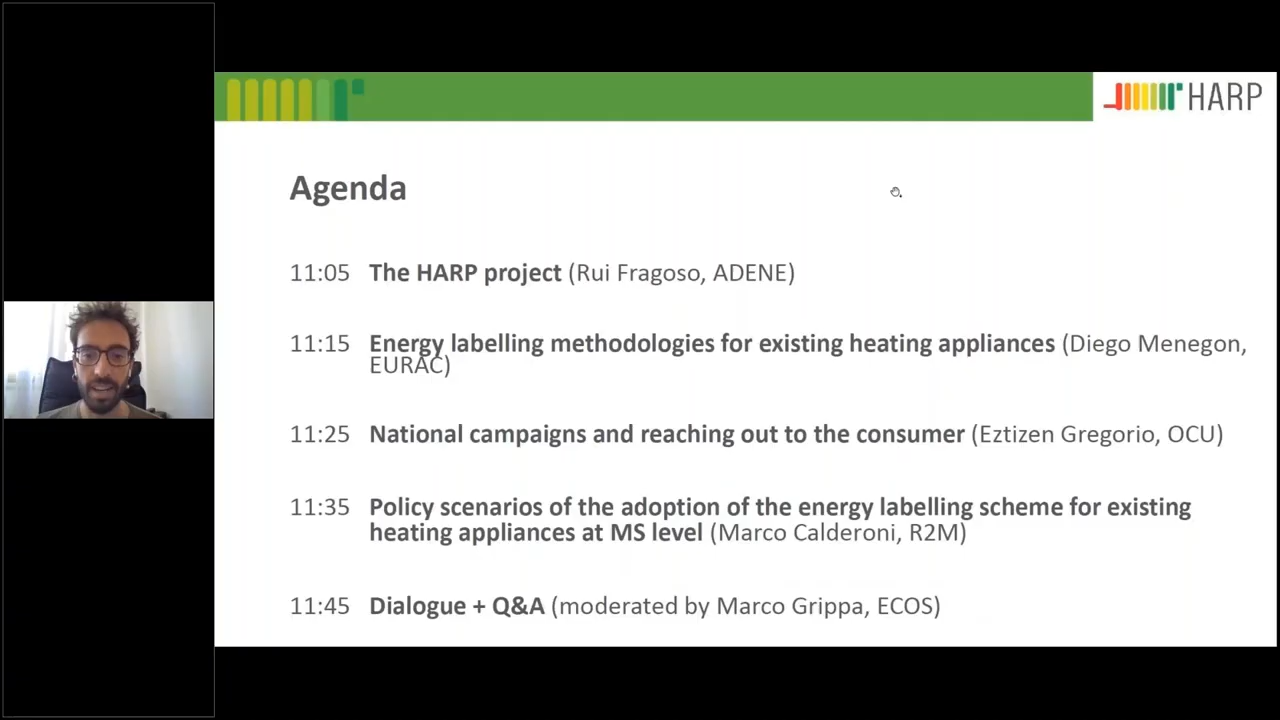 HARP
Agenda
11:05 The HARP project (Rui Fragoso, ADENE)
11:15 Energy labelling methodologies for existing heating appliances (Diego Menegon,
EURAC)
11:25 National campaigns and reaching out to the consumer (Eztizen Gregorio, OCU)
11:35 Policy scenarios of the adoption of the energy labelling scheme for existing
heating appliances at MS level (Marco Calderoni, R2M)
11:45 Dialogue + Q&A (moderated by Marco Grippa, ECOS)